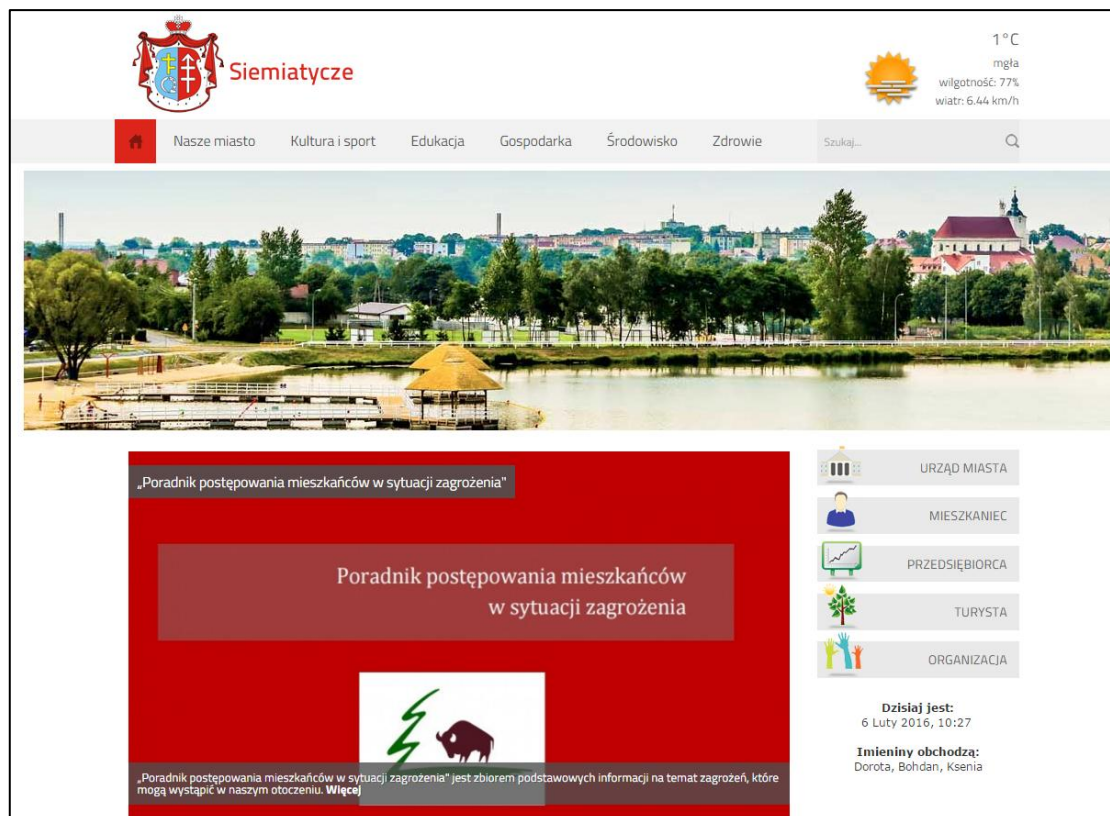 Siemiatycze
1°C
mgła
wilgotność: 77%
wiatr: 6.44 km/h
Nasze miasto Kultura i sport Edukacja Gospodarka Środowisko Zdrowie Szukaj...
„Poradnik postępowania mieszkańców w sytuacji zagrożenia”
Poradnik postępowania mieszkańców
w sytuacji zagrożenia
„Poradnik postępowania mieszkańców w sytuacji zagrożenia” jest zbiorem podstawowych informacji na temat zagrożeń, które
mogą wystąpić w naszym otoczeniu. Więcej
URZĄD MIASTA
MIESZKANIEC
PRZEDSIĘBIORCA
TURYSTA
ORGANIZACJA
Dzisiaj jest:
6 Luty 2016, 10:27
Imieniny obchodzą:
Dorota, Bohdan, Ksenia